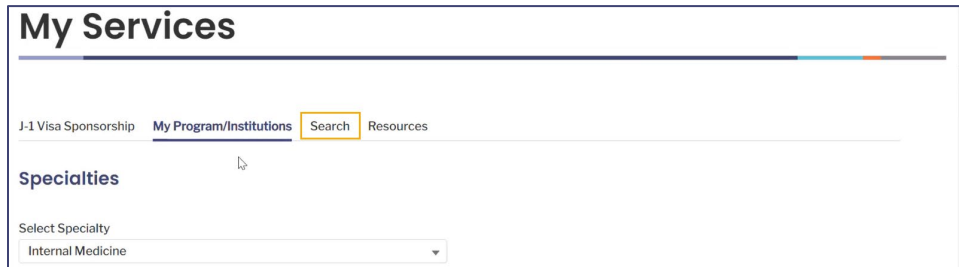 My Services
J-1 Visa Sponsorship My Program/Institutions Search Resources
Specialties
Select Specialty
Internal Medicine